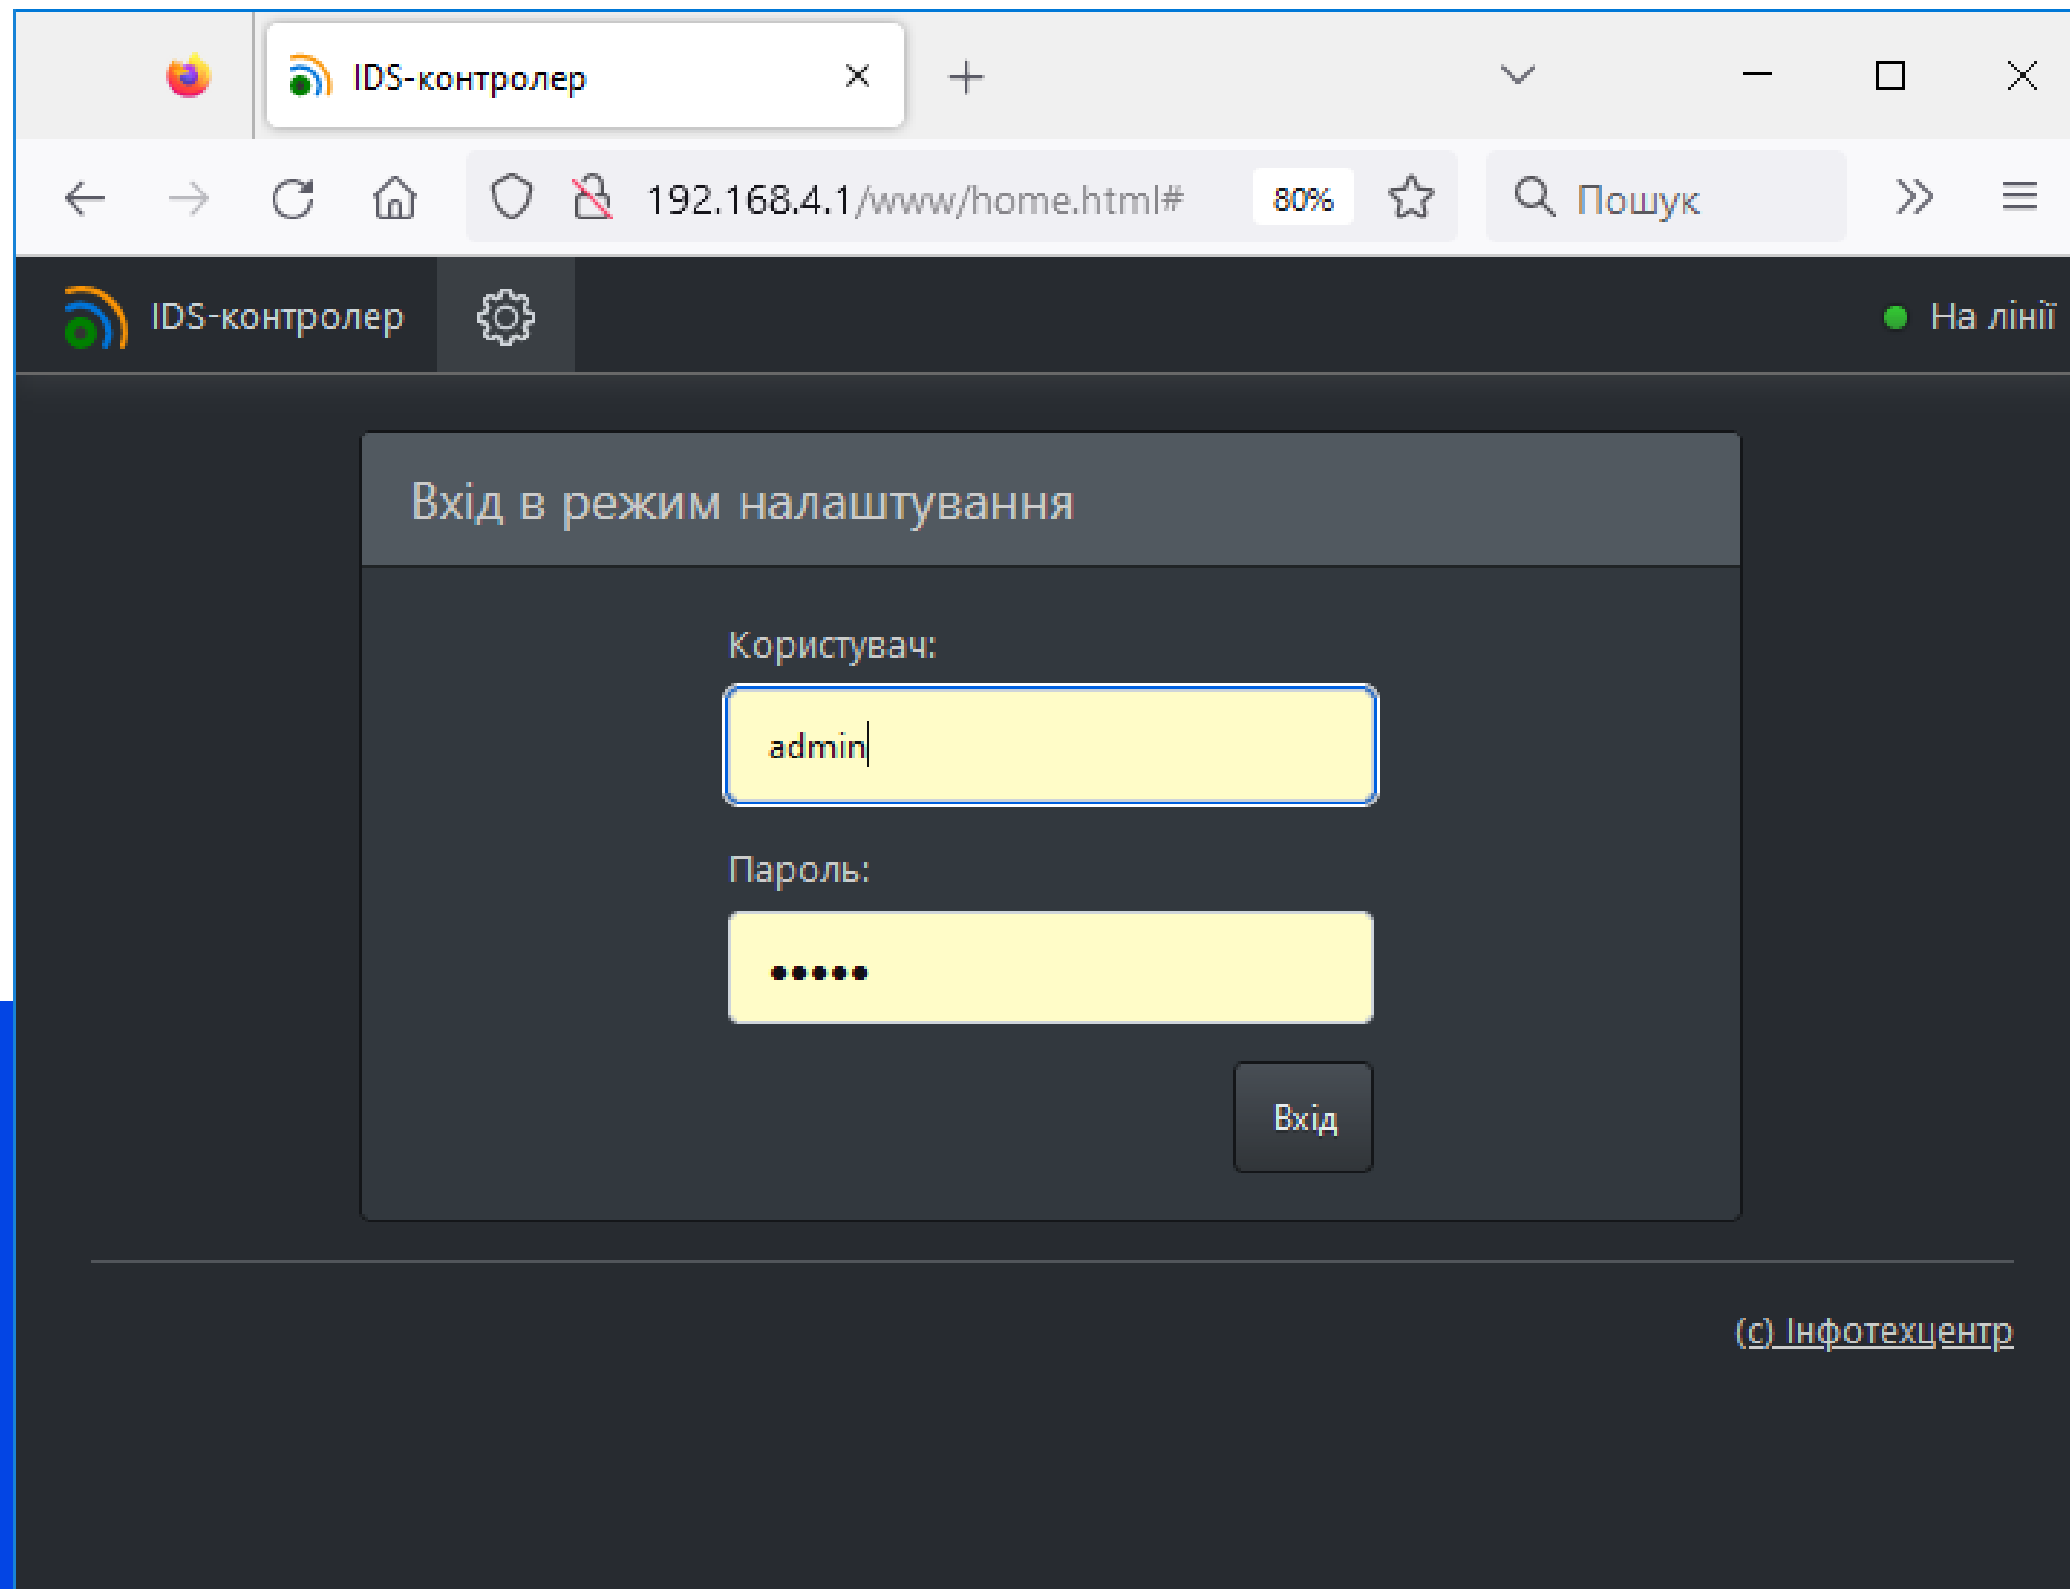 IDS-контролер
192.168.4.1/www/home.html#
80%
Пошук
IDS-контролер
На лінії
Вхід в режим налаштування
Користувач:
admin
Пароль:
•••••
Вхід
(c) Інфотехцентр